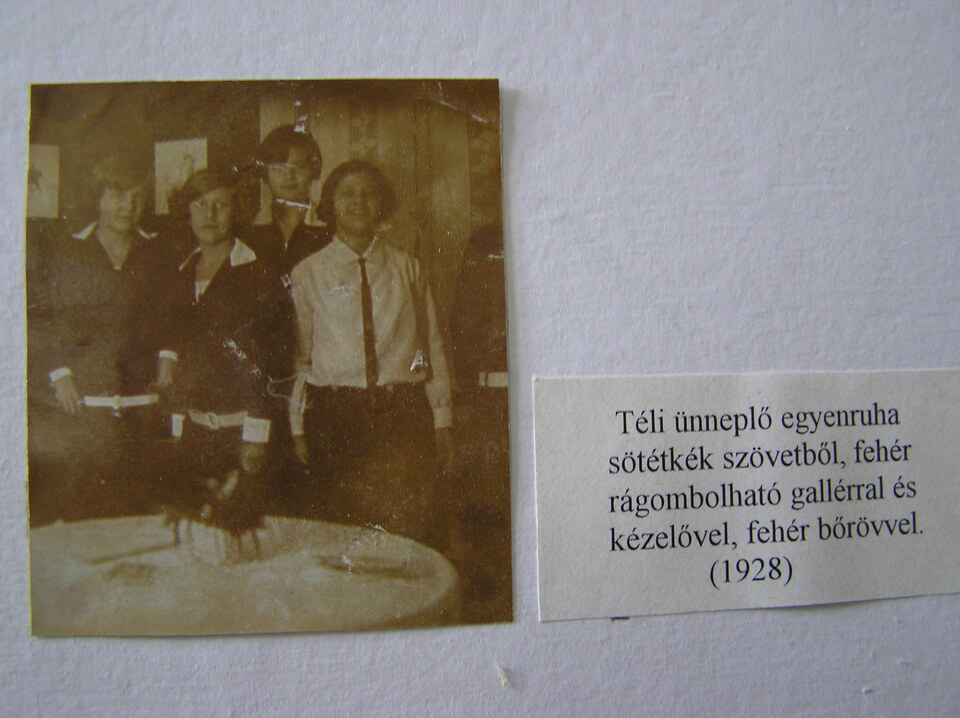 Téli ünneplő egyenruha
sötétkék szövetből, fehér
rágombolható gallérral és
kézelővel, fehér bőrövvel.
(1928)